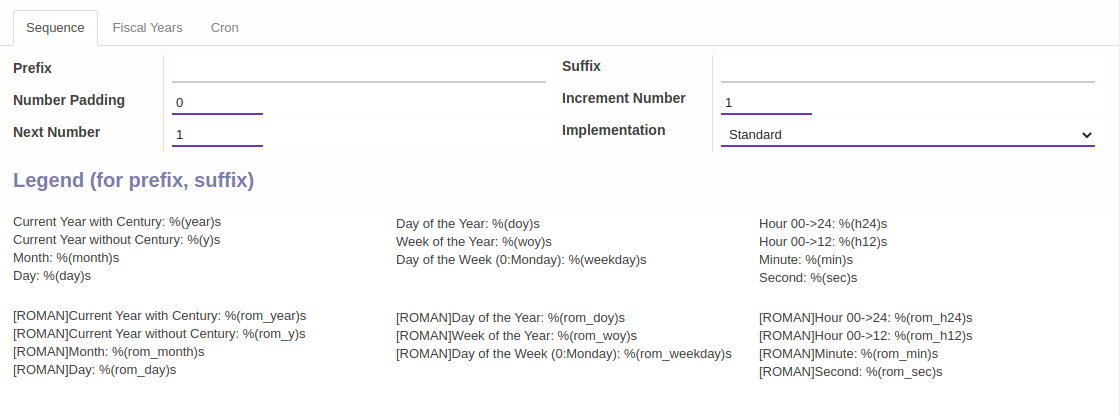 Sequence Fiscal Years Cron
Prefix
Suffix
Number Padding 0
Increment Number 1
Next Number 1
Implementation Standard
Legend (for prefix, suffix)
Current Year with Century: %(year)s
Current Year without Century: %(y)s
Month: %(month)s
Day: %(day)s
Day of the Year: %(doy)s
Week of the Year: %(woy)s
Day of the Week (0:Monday): %(weekday)s
Hour 00->24: %(h24)s
Hour 00->12: %(h12)s
Minute: %(min)s
Second: %(sec)s
[ROMAN]Current Year with Century: %(rom_year)s
[ROMAN]Current Year without Century: %(rom_y)s
[ROMAN]Month: %(rom_month)s
[ROMAN]Day: %(rom_day)s
[ROMAN]Day of the Year: %(rom_doy)s
[ROMAN]Week of the Year: %(rom_woy)s
[ROMAN]Day of the Week (0:Monday): %(rom_weekday)s
[ROMAN]Hour 00->24: %(rom_h24)s
[ROMAN]Hour 00->12: %(rom_h12)s
[ROMAN]Minute: %(rom_min)s
[ROMAN]Second: %(rom_sec)s